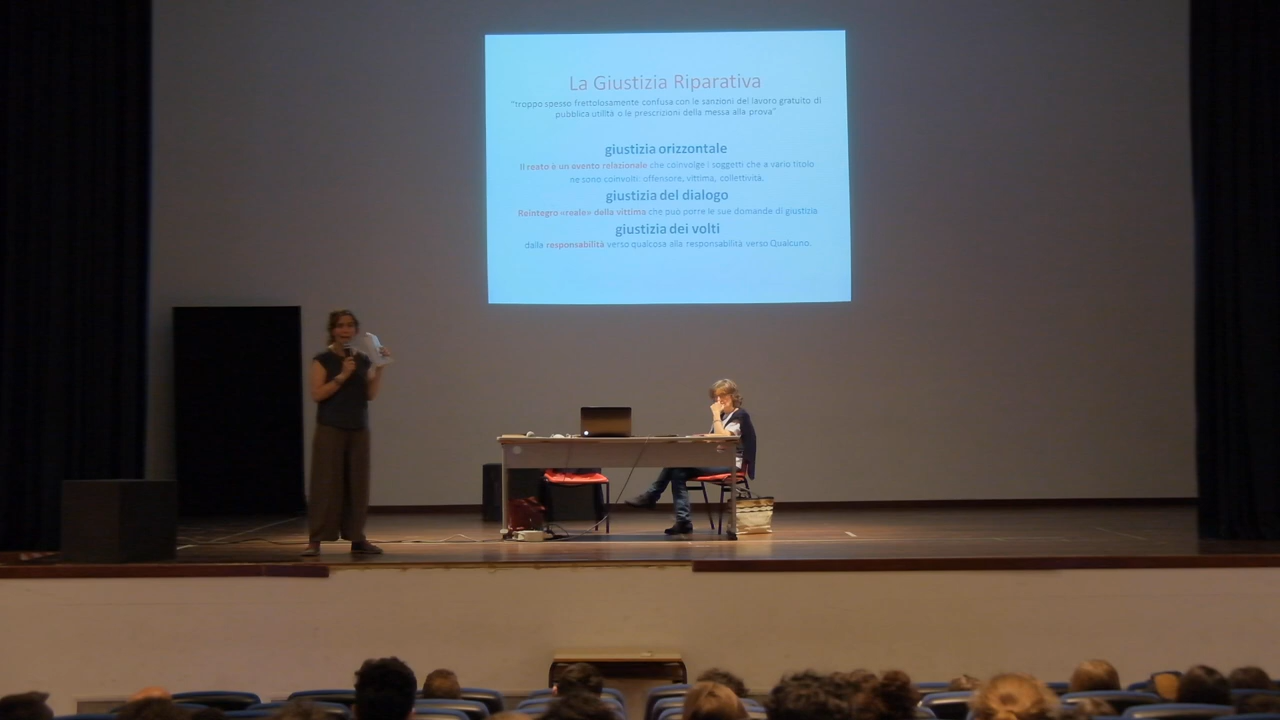 La Giustizia Riparativa
"troppo spesso frettolosamente confusa con le sanzioni del lavoro gratuito di
pubblica utilità o le prescrizioni della messa alla prova"
giustizia orizzontale
Il reato è un evento relazionale che coinvolge i soggetti che a vario titolo
ne sono coinvolti: offensore, vittima, collettività.
giustizia del dialogo
Reintegro «reale» della vittima che può porre le sue domande di giustizia
giustizia dei volti
dalla responsabilità verso qualcosa alla responsabilità verso Qualcuno.